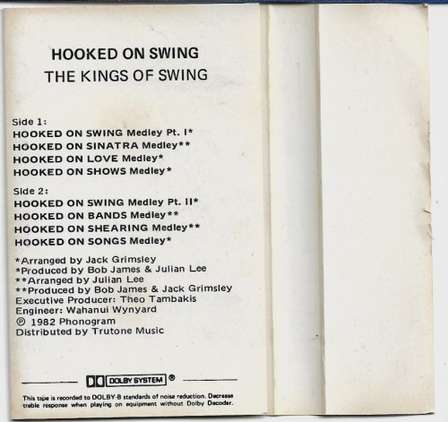 HOOKED ON SWING
THE KINGS OF SWING
Side 1:
HOOKED ON SWING Medley Pt. I*
HOOKED ON SINATRA Medley**
HOOKED ON LOVE Medley*
HOOKED ON SHOWS Medley*
Side 2:
HOOKED ON SWING Medley Pt. II*
HOOKED ON BANDS Medley**
HOOKED ON SHEARING Medley**
HOOKED ON SONGS Medley*
*Arranged by Jack Grimsley
*Produced by Bob James & Julian Lee
**Arranged by Julian Lee
**Produced by Bob James & Jack Grimsley
Executive Producer: Theo Tambakis
Engineer: Wahanui Wynyard
℗ 1982 Phonogram
Distributed by Trutone Music
DOLBY SYSTEM ®
This tape is recorded to DOLBY-B standards of noise reduction. Decrease
treble response when playing on equipment without Dolby Decoder.